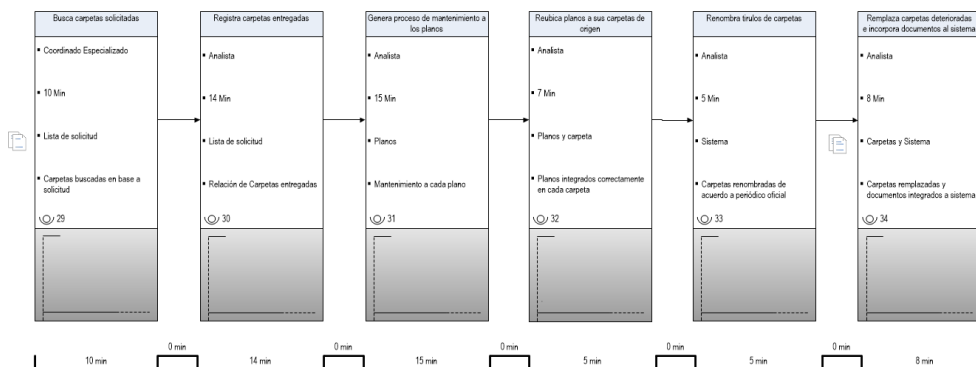 Busca carpetas solicitadas
Coordinado Especializado
10 Min
Lista de solicitud
Carpetas buscadas en base a
solicitud
29
Registra carpetas entregadas
Analista
14 Min
Lista de solicitud
Relación de Carpetas entregadas
30
Genera proceso de mantenimiento a
los planos
Analista
15 Min
Planos
Mantenimiento a cada plano
31
Reubica planos a sus carpetas de
origen
Analista
7 Min
Planos y carpeta
Planos integrados correctamente
en cada carpeta
32
Renombra tirulos de carpetas
Analista
5 Min
Sistema
Carpetas renombradas de
acuerdo a periódico oficial
33
Remplaza carpetas deterioradas
e incorpora documentos al sistema
Analista
8 Min
Carpetas y Sistema
Carpetas remplazadas y
documentos integrados a sistema
34
10 min
0 min
14 min
0 min
15 min
0 min
5 min
0 min
5 min
0 min
8 min